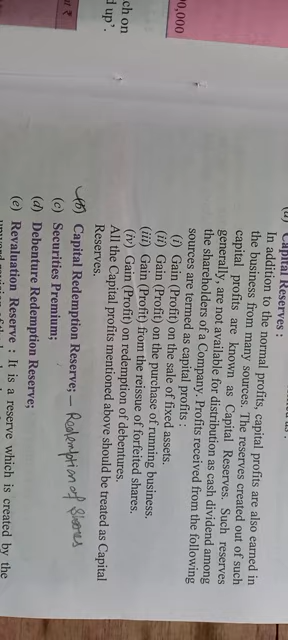 0,000
ch on
d up'.
(a) Capital Reserves :
In addition to the normal profits, capital profits are also earned in
the business from many sources. The reserves created out of such
capital profits are known as Capital Reserves. Such reserves
generally, are not available for distribution as cash dividend among
the shareholders of a Company. Profits received from the following
sources are termed as capital profits :
(i) Gain (Profit) on the sale of fixed assets.
(ii) Gain (Profit) on the purchase of running business.
(iii) Gain (Profit) from the reissue of forfeited shares.
(iv) Gain (Profit) on redemption of debentures.
All the Capital profits mentioned above should be treated as Capital
Reserves.
(b) Capital Redemption Reserve; – Redemption of Shares
(c) Securities Premium;
(d) Debenture Redemption Reserve;
(e) Revaluation Reserve : It is a reserve which is created by the